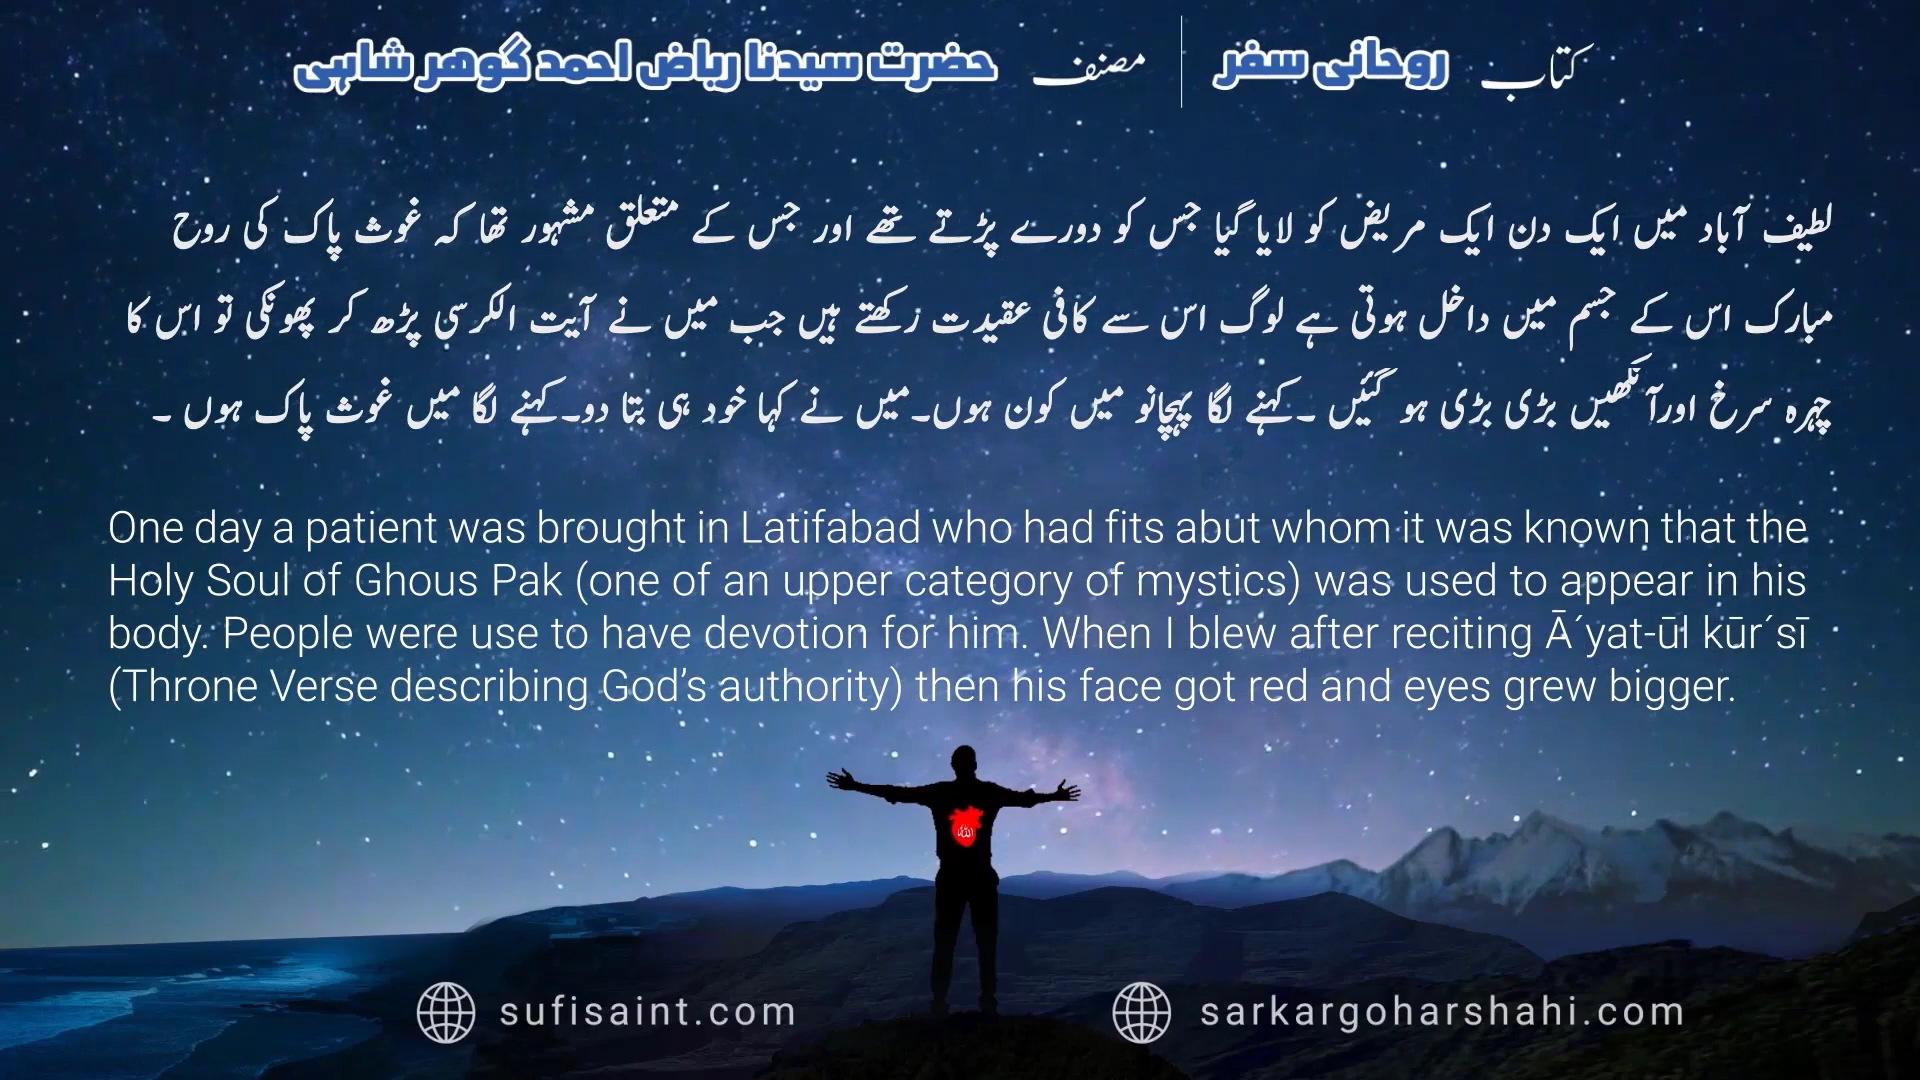 کتاب روحانی سفر | مصنف حضرت سیدنا ریاض احمد گوھر شاہی
لطیف آباد میں ایک دن ایک مریض کو لایا گیا جس کو دورے پڑتے تھے اور جس کے متعلق مشہور تھا کہ غوث پاک کی روح
مبارک اس کے جسم میں داخل ہوتی ہے لوگ اس سے کافی عقیدت رکھتے ہیں جب میں نے آیت الکرسی پڑھ کر پھونکی تو اس کا
چہرہ سرخ اورآنکھیں بڑی بڑی ہو گئیں ۔کہنے لگا پہچانو میں کون ہوں۔میں نے کہا خود ہی بتا دو۔کہنے لگا میں غوث پاک ہوں ۔
One day a patient was brought in Latifabad who had fits abut whom it was known that the
Holy Soul of Ghous Pak (one of an upper category of mystics) was used to appear in his
body. People were use to have devotion for him. When I blew after reciting Ā´yat-ūl kūr´sī
(Throne Verse describing God’s authority) then his face got red and eyes grew bigger.
الله
sufisaint.com
sarkargoharshahi.com